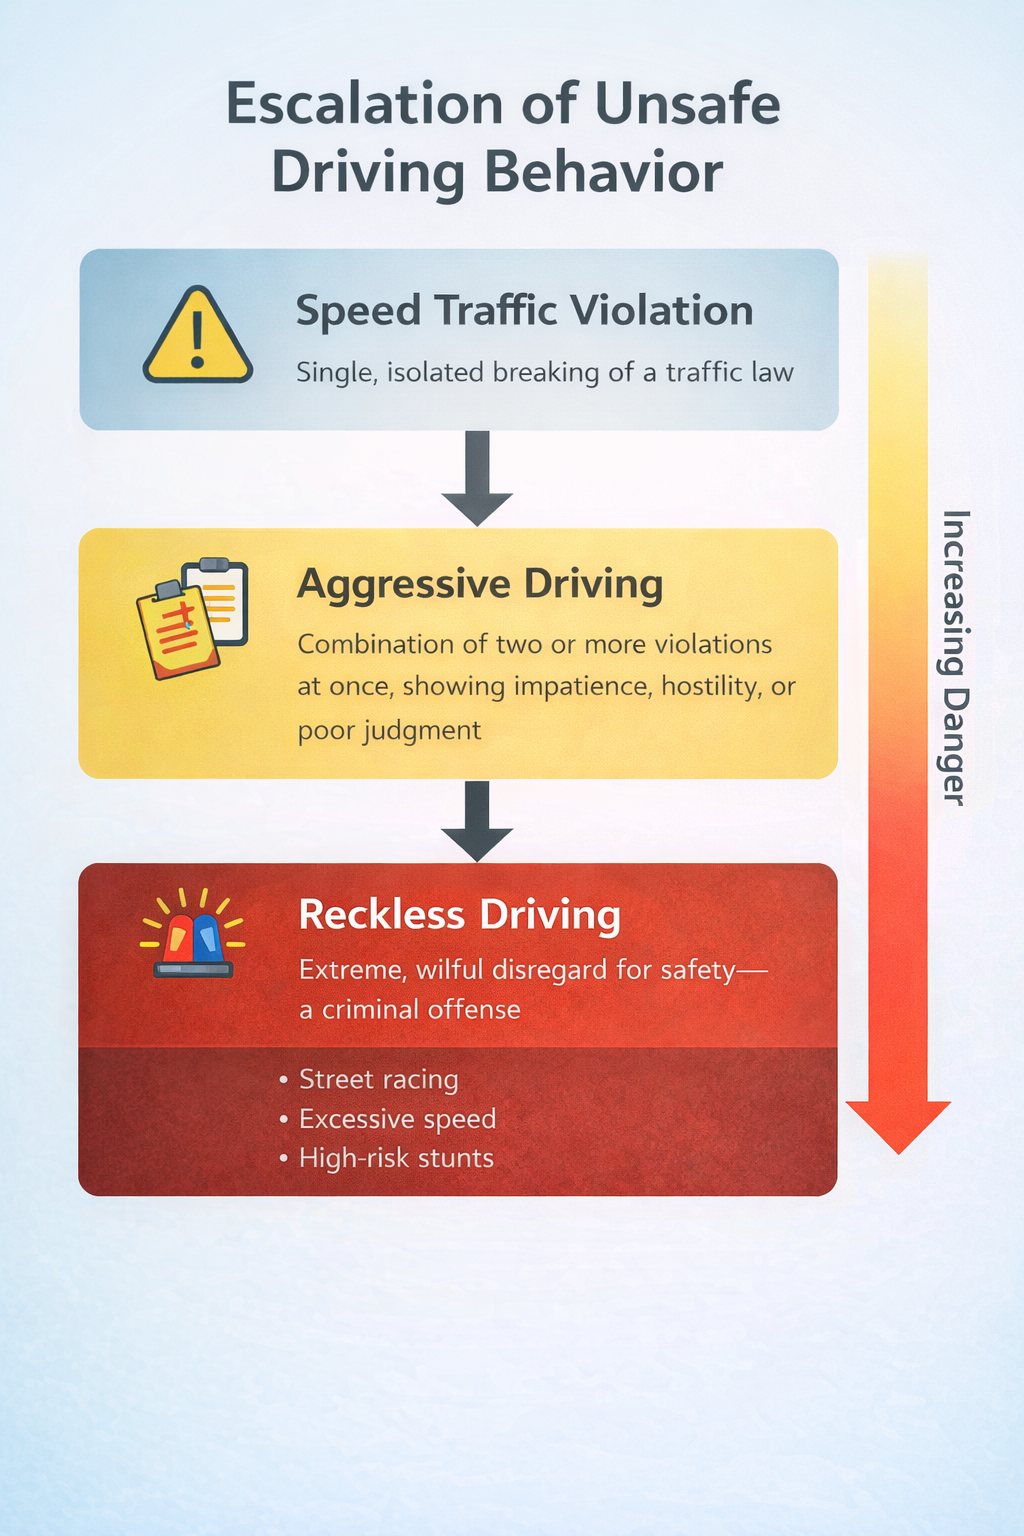 Escalation of Unsafe
Driving Behavior
Speed Traffic Violation
Single, isolated breaking of a traffic law
Aggressive Driving
Combination of two or more violations
at once, showing impatience, hostility, or
poor judgment
Increasing Danger
Reckless Driving
Extreme, wilful disregard for safety—
a criminal offense
• Street racing
• Excessive speed
• High-risk stunts